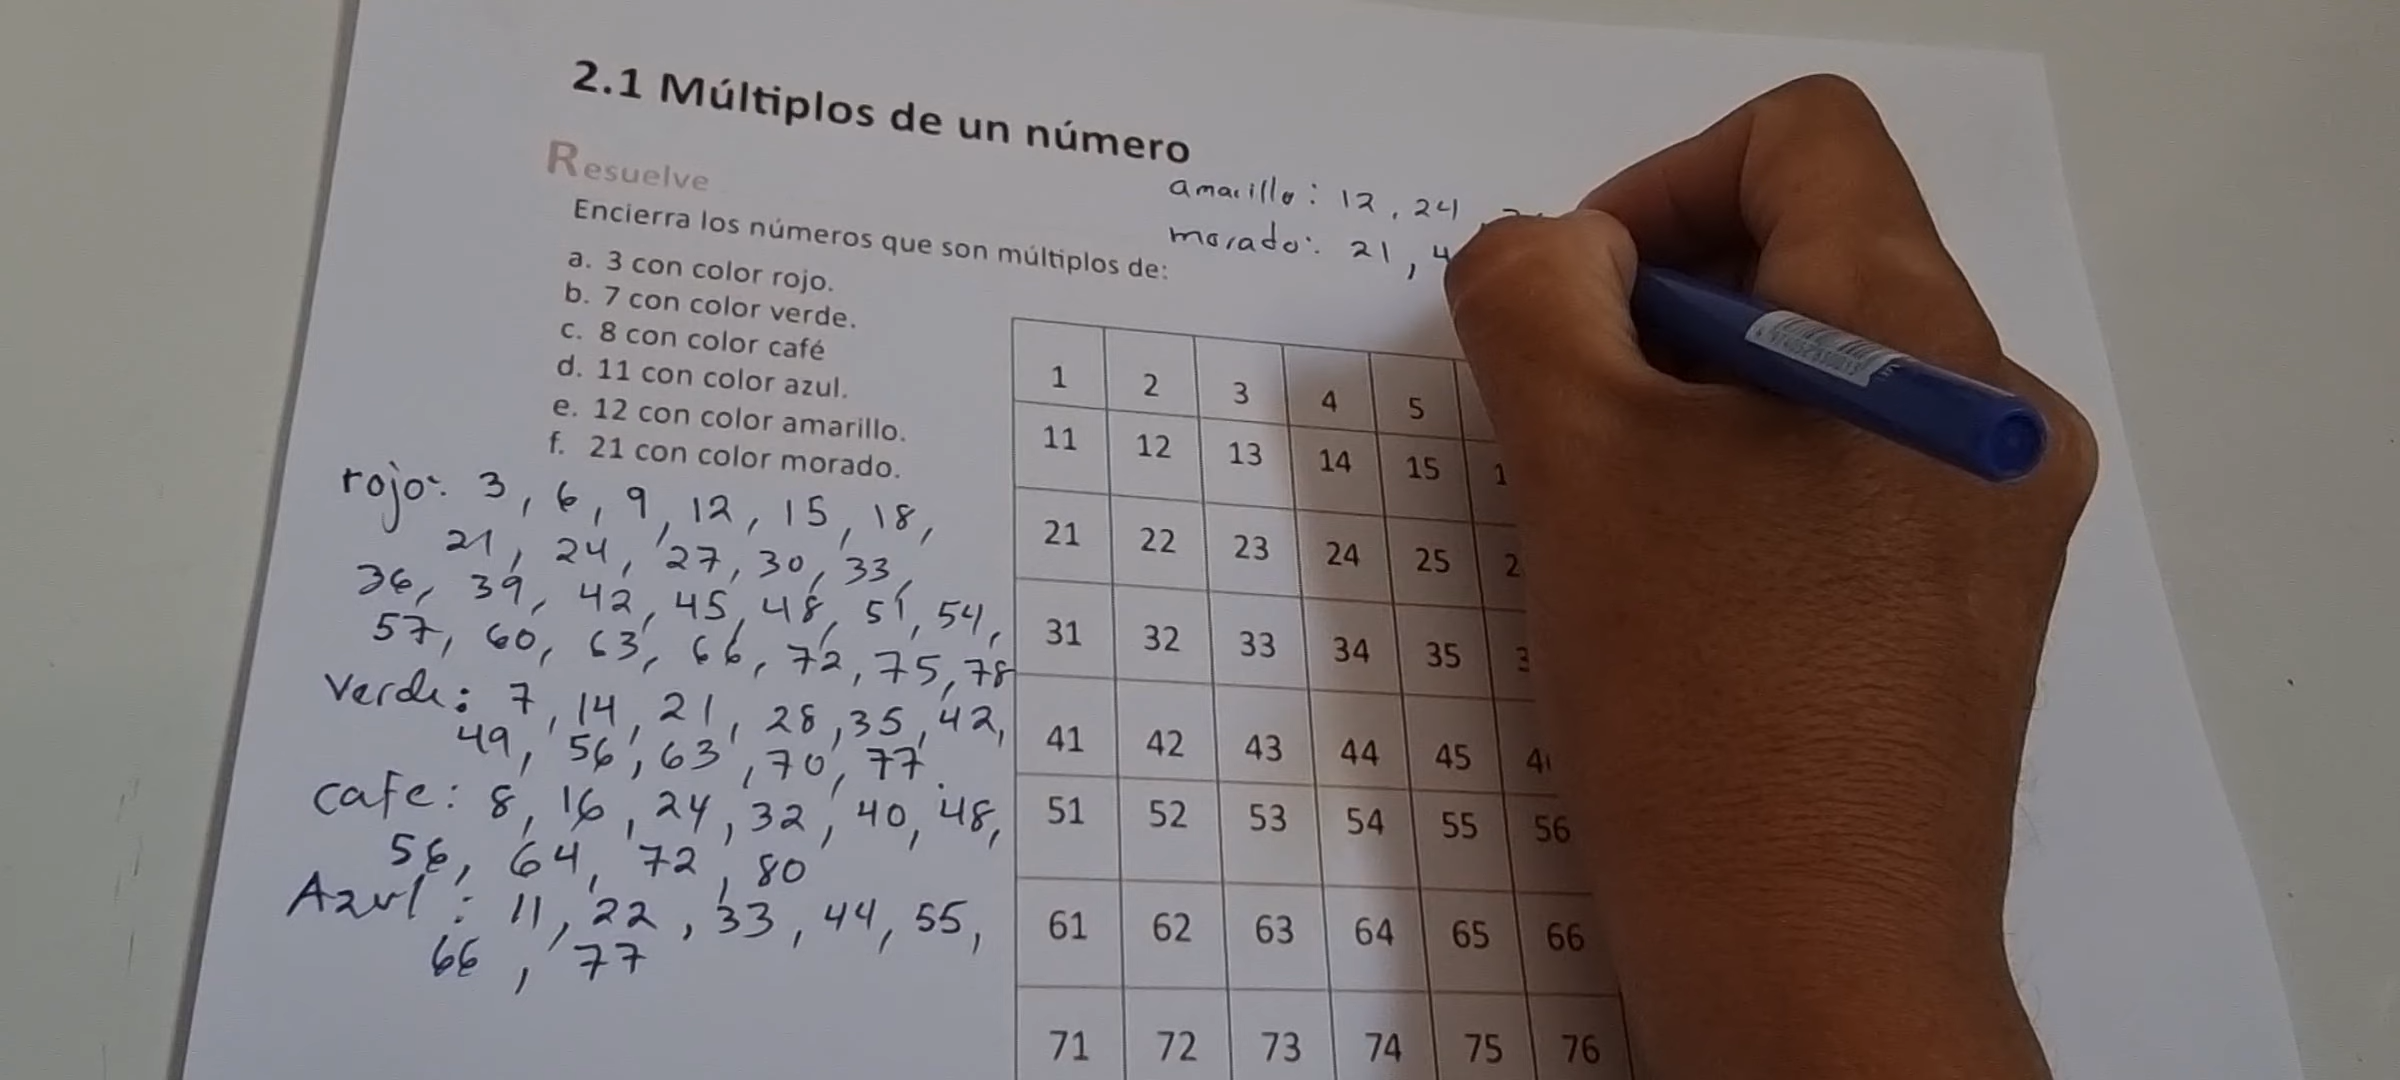 2.1 Múltiplos de un número
Resuelve
Encierra los números que son múltiplos de:
a. 3 con color rojo.
b. 7 con color verde.
c. 8 con color café
d. 11 con color azul.
e. 12 con color amarillo.
f. 21 con color morado.
amarillo: 12, 24
morado: 21, 4
rojo: 3, 6, 9, 12, 15, 18,
21, 24, 27, 30, 33,
36, 39, 42, 45, 48, 51, 54,
57, 60, 63, 66, 72, 75, 78
Verde: 7, 14, 21, 28, 35, 42,
49, 56, 63, 70, 77.
cafe: 8, 16, 24, 32, 40, 48,
56, 64, 72, 80
Azul: 11, 22, 33, 44, 55,
66, 77
1 2 3 4 5
11 12 13 14 15 1
21 22 23 24 25 2
31 32 33 34 35 3
41 42 43 44 45 4
51 52 53 54 55 56
61 62 63 64 65 66
71 72 73 74 75 76